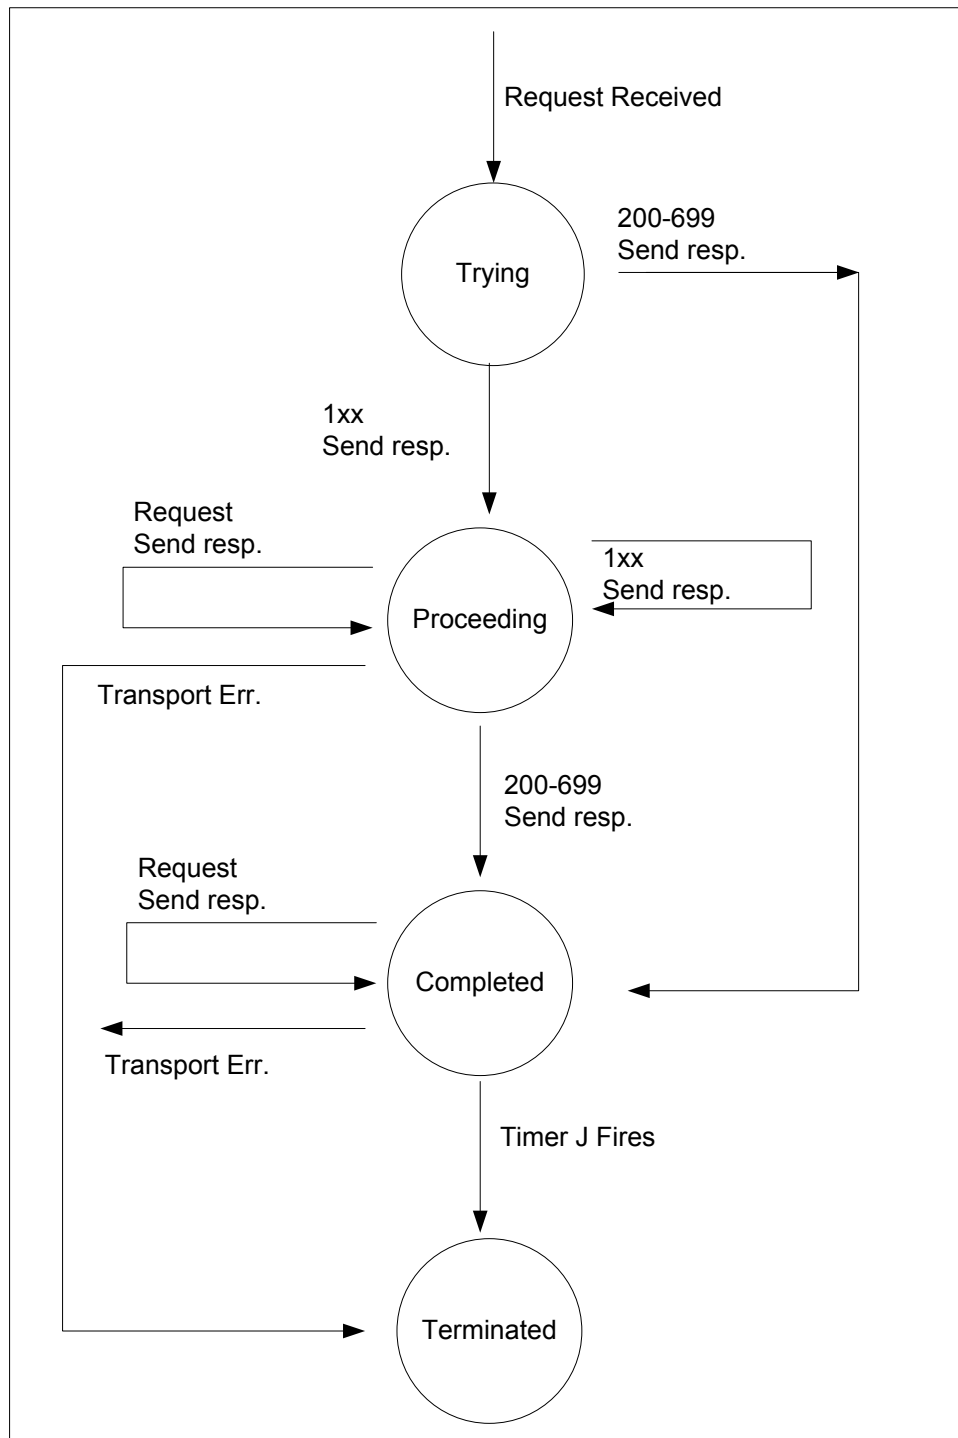 Request Received
200-699
Send resp.
Trying
1xx
Send resp.
Request
Send resp.
1xx
Send resp.
Proceeding
Transport Err.
200-699
Send resp.
Request
Send resp.
Completed
Transport Err.
Timer J Fires
Terminated